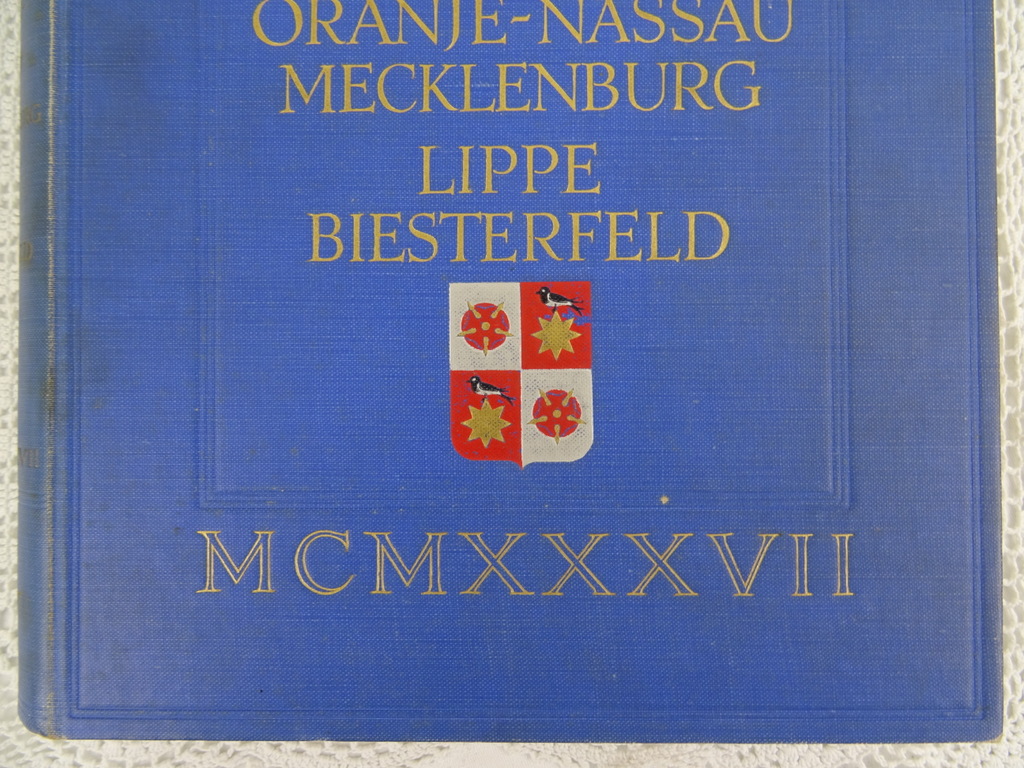 ORANJE-NASSAU
MECKLENBURG
LIPPE
BIESTERFELD
MCMXXXVII